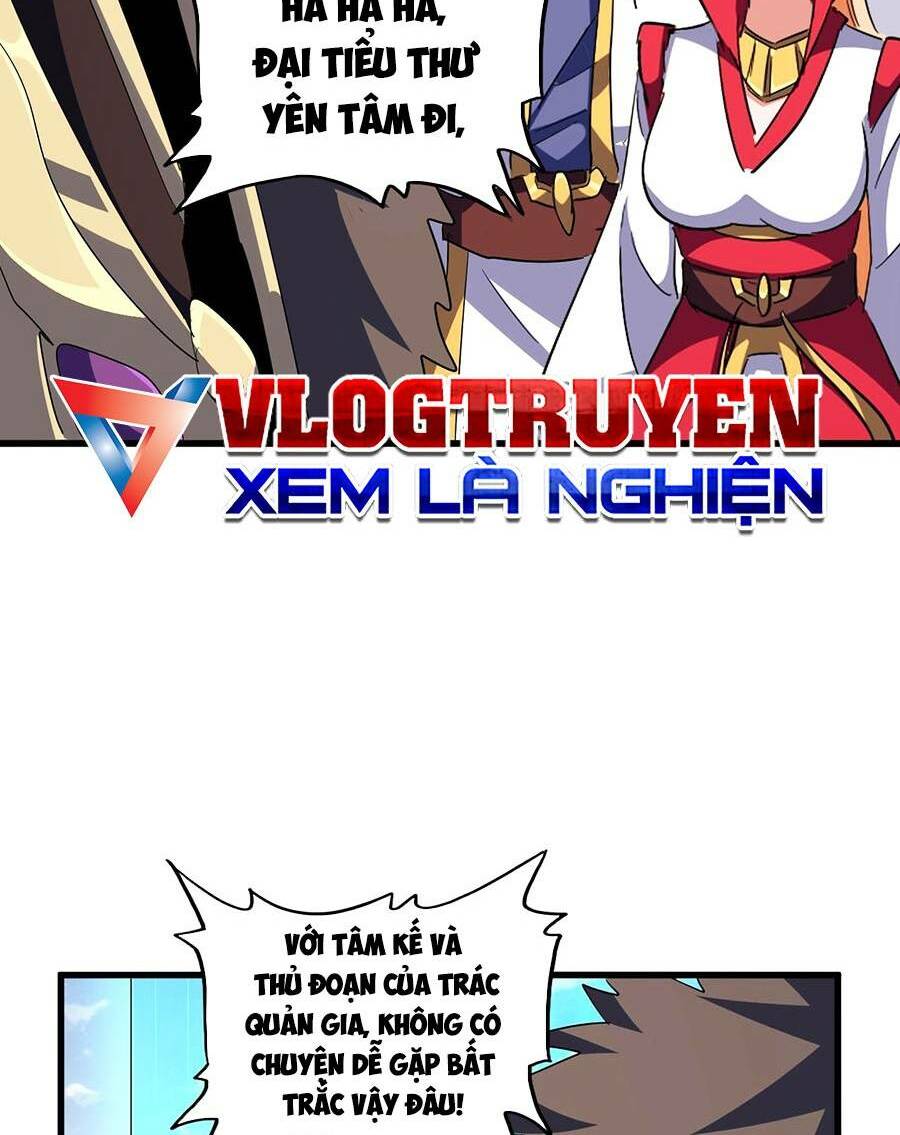 HA HA HA,
ĐẠI TIỂU THƯ
YÊN TÂM ĐI,
VLOGTRUYEN
XEM LÀ NGHIỆN
VỚI TÂM KẾ VÀ
THỦ ĐOẠN CỦA TRÁC
QUẢN GIA, KHÔNG CÓ
CHUYỆN DỄ GẶP BẤT
TRẮC VẬY ĐÂU!